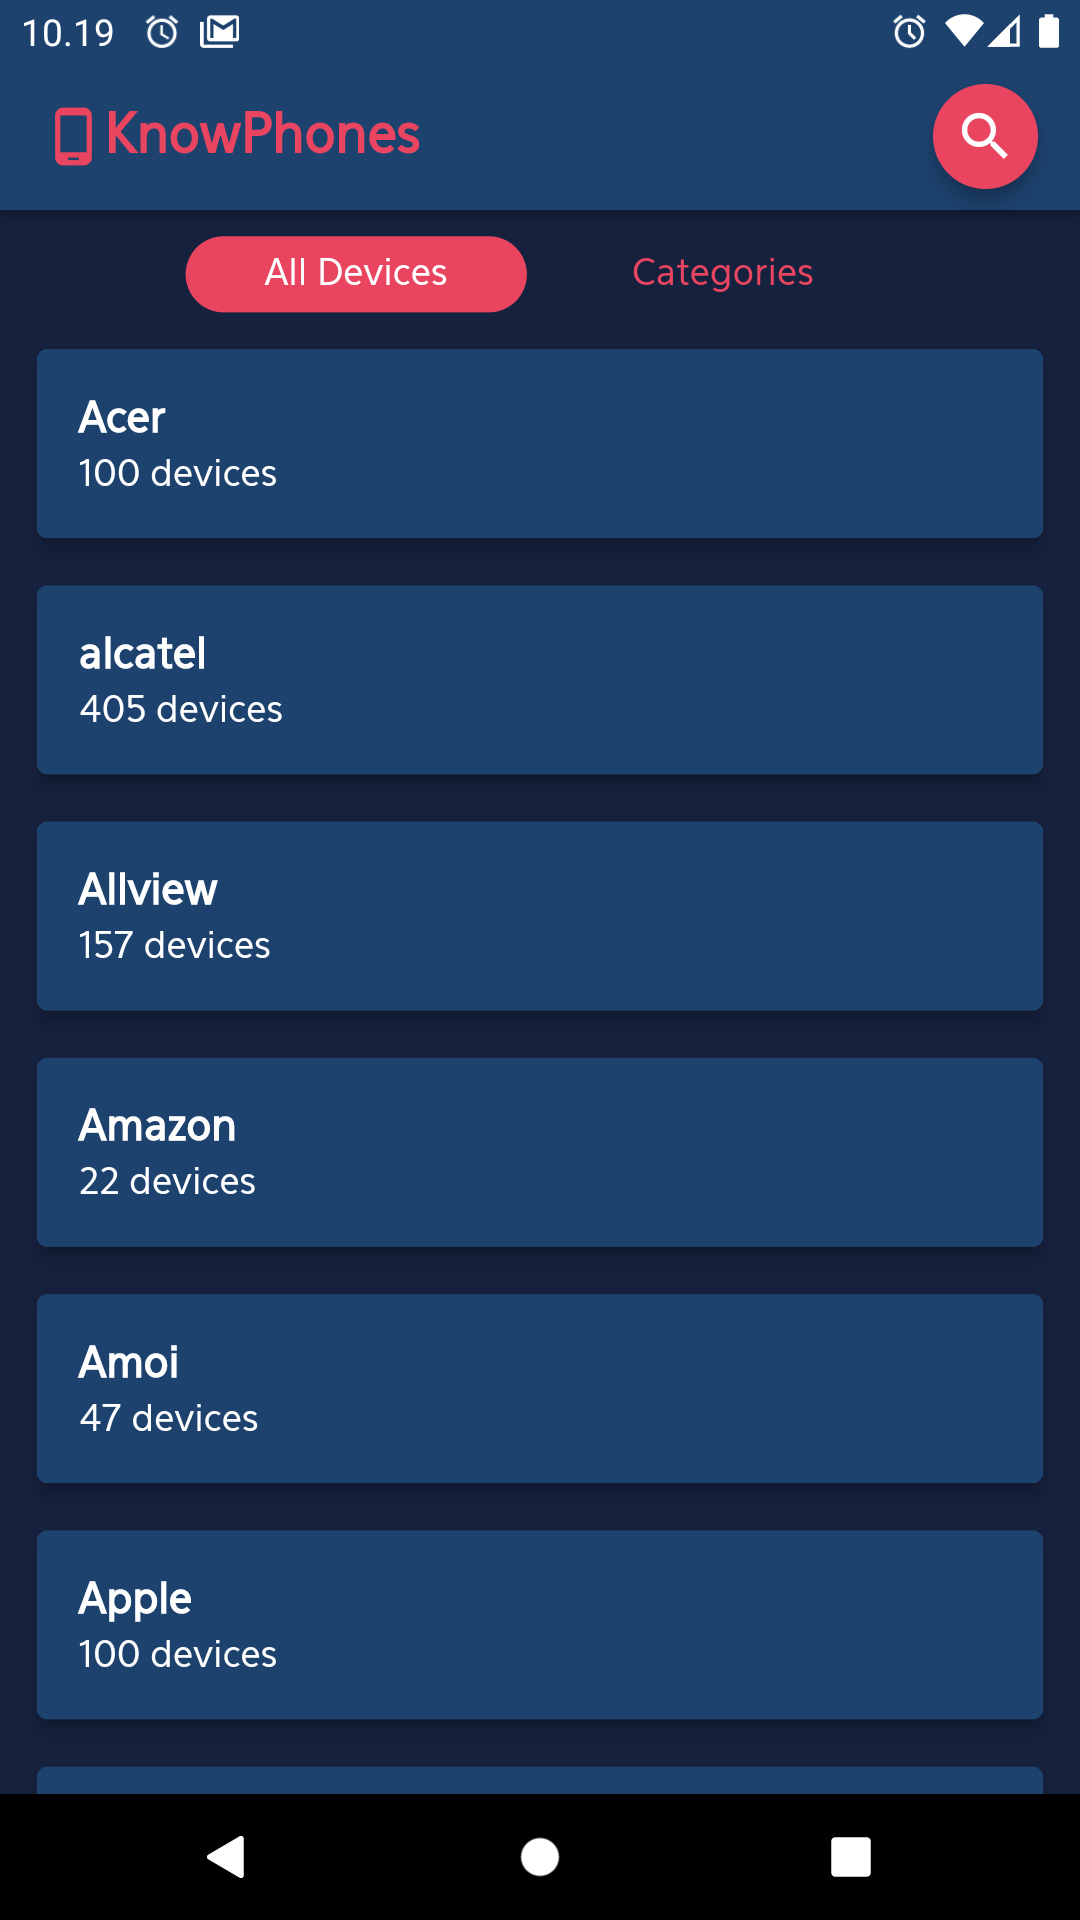 10.19
KnowPhones
All Devices
Categories
Acer
100 devices
alcatel
405 devices
Allview
157 devices
Amazon
22 devices
Amoi
47 devices
Apple
100 devices